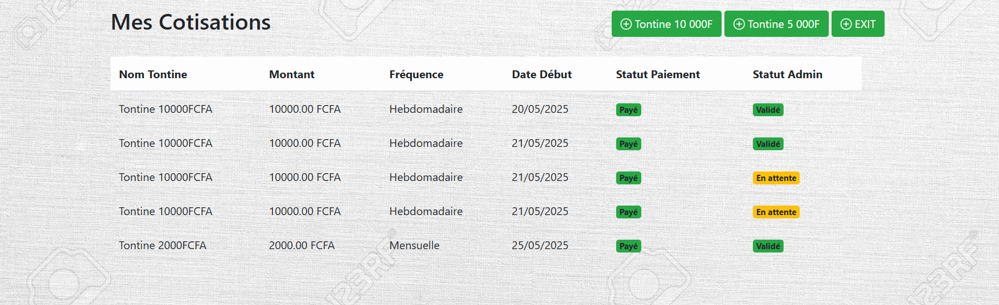 Mes Cotisations
Tontine 10 000F Tontine 5 000F EXIT
Nom Tontine Montant Fréquence Date Début Statut Paiement Statut Admin
Tontine 10000FCFA 10000.00 FCFA Hebdomadaire 20/05/2025 Payé Validé
Tontine 10000FCFA 10000.00 FCFA Hebdomadaire 21/05/2025 Payé Validé
Tontine 10000FCFA 10000.00 FCFA Hebdomadaire 21/05/2025 Payé En attente
Tontine 10000FCFA 10000.00 FCFA Hebdomadaire 21/05/2025 Payé En attente
Tontine 2000FCFA 2000.00 FCFA Mensuelle 25/05/2025 Payé Validé
123RF
123RF